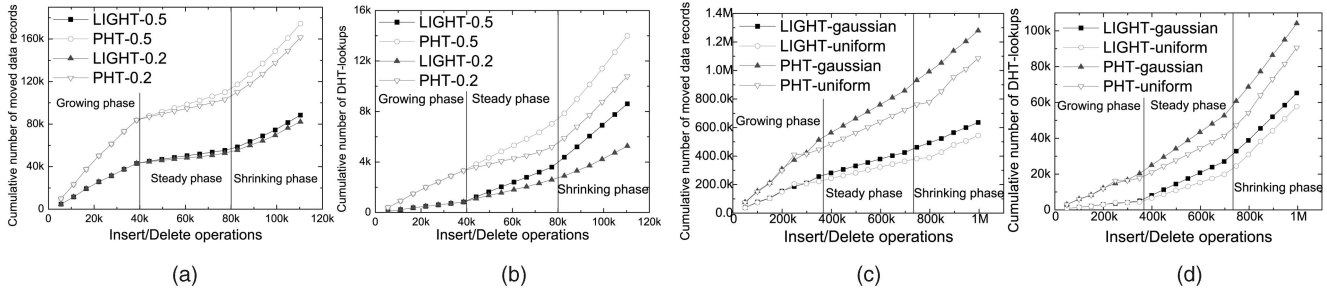 Cumulative number of moved data records
160k
120k
80k
40k
0
LIGHT-0.5
PHT-0.5
LIGHT-0.2
PHT-0.2
Growing phase
Steady phase
Shrinking phase
0 20k 40k 60k 80k 100k 120k
Insert/Delete operations
(a)
Cumulative number of DHT-lookups
16k
12k
8k
4k
0
LIGHT-0.5
PHT-0.5
LIGHT-0.2
PHT-0.2
Growing phase
Steady phase
Shrinking phase
0 20k 40k 60k 80k 100k 120k
Insert/Delete operations
(b)
Cumulative number of moved data records
1.4M
1.2M
1.0M
800.0k
600.0k
400.0k
200.0k
0.0
LIGHT-gaussian
LIGHT-uniform
PHT-gaussian
PHT-uniform
Growing phase
Steady phase
Shrinking phase
0 200k 400k 600k 800k 1M
Insert/Delete operations
(c)
Cumulative number of DHT-lookups
100k
80k
60k
40k
20k
0
LIGHT-gaussian
LIGHT-uniform
PHT-gaussian
PHT-uniform
Growing phase
Steady phase
Shrinking phase
0 200k 400k 600k 800k 1M
Insert/Delete operations
(d)